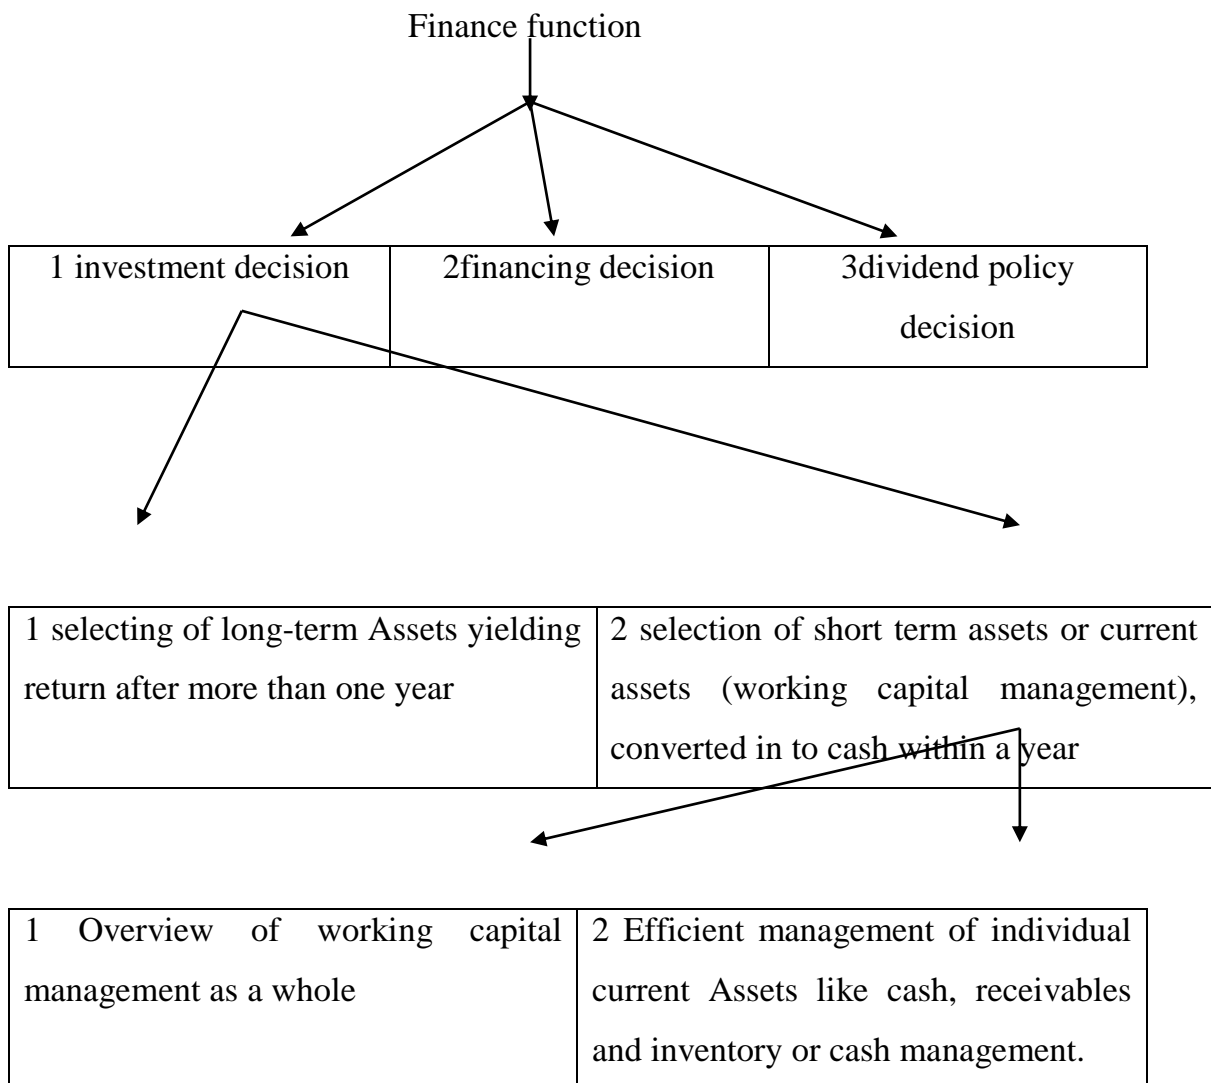 Finance function
1 investment decision
2financing decision
3dividend policy
decision
1 selecting of long-term Assets yielding
return after more than one year
2 selection of short term assets or current
assets (working capital management),
converted in to cash within a year
1 Overview of working capital
management as a whole
2 Efficient management of individual
current Assets like cash, receivables
and inventory or cash management.